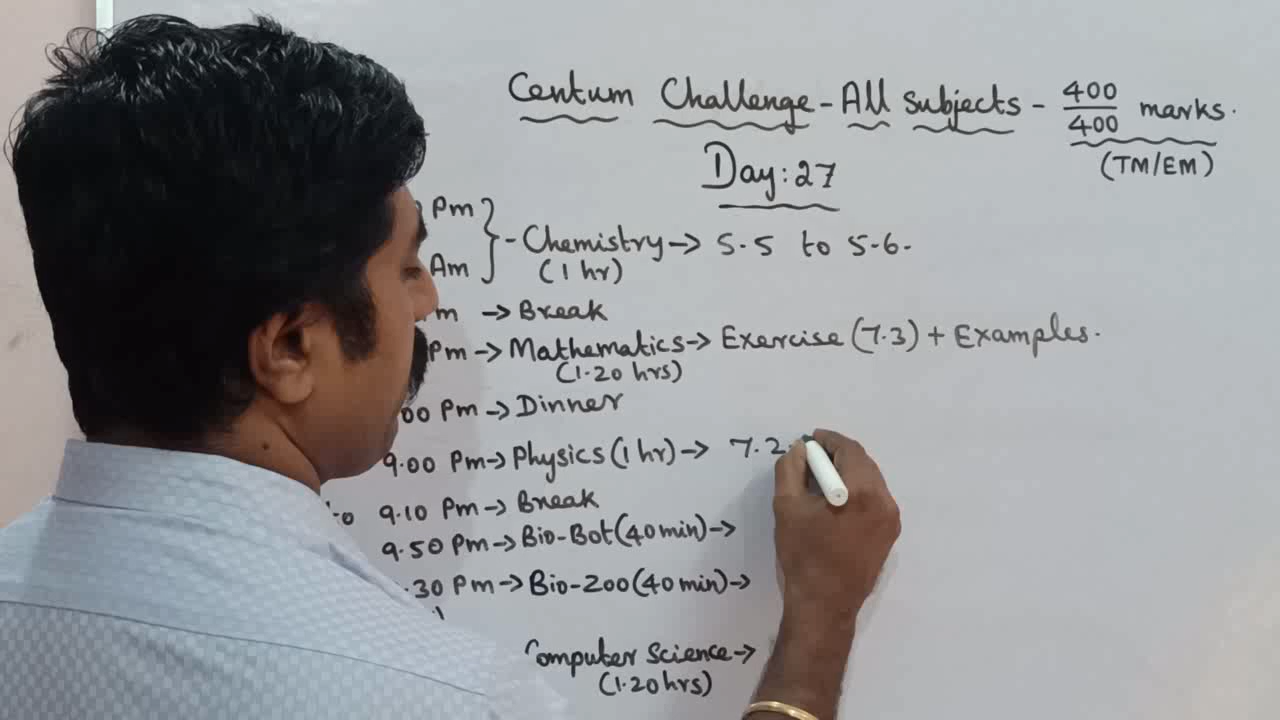 Centum Challenge - All Subjects - 400/400 marks.
(TM/EM)
Day: 27
Pm
Am
} - Chemistry → 5.5 to 5.6.
(1 hr)
m → Break
Pm → Mathematics → Exercise (7.3) + Examples.
(1.20 hrs)
00 Pm → Dinner
9.00 Pm → Physics (1 hr) → 7.2.
to 9.10 Pm → Break
9.50 Pm → Bio-Bot (40 min) →
.30 Pm → Bio-Zoo (40 min) →
Computer Science →
(1.20 hrs)